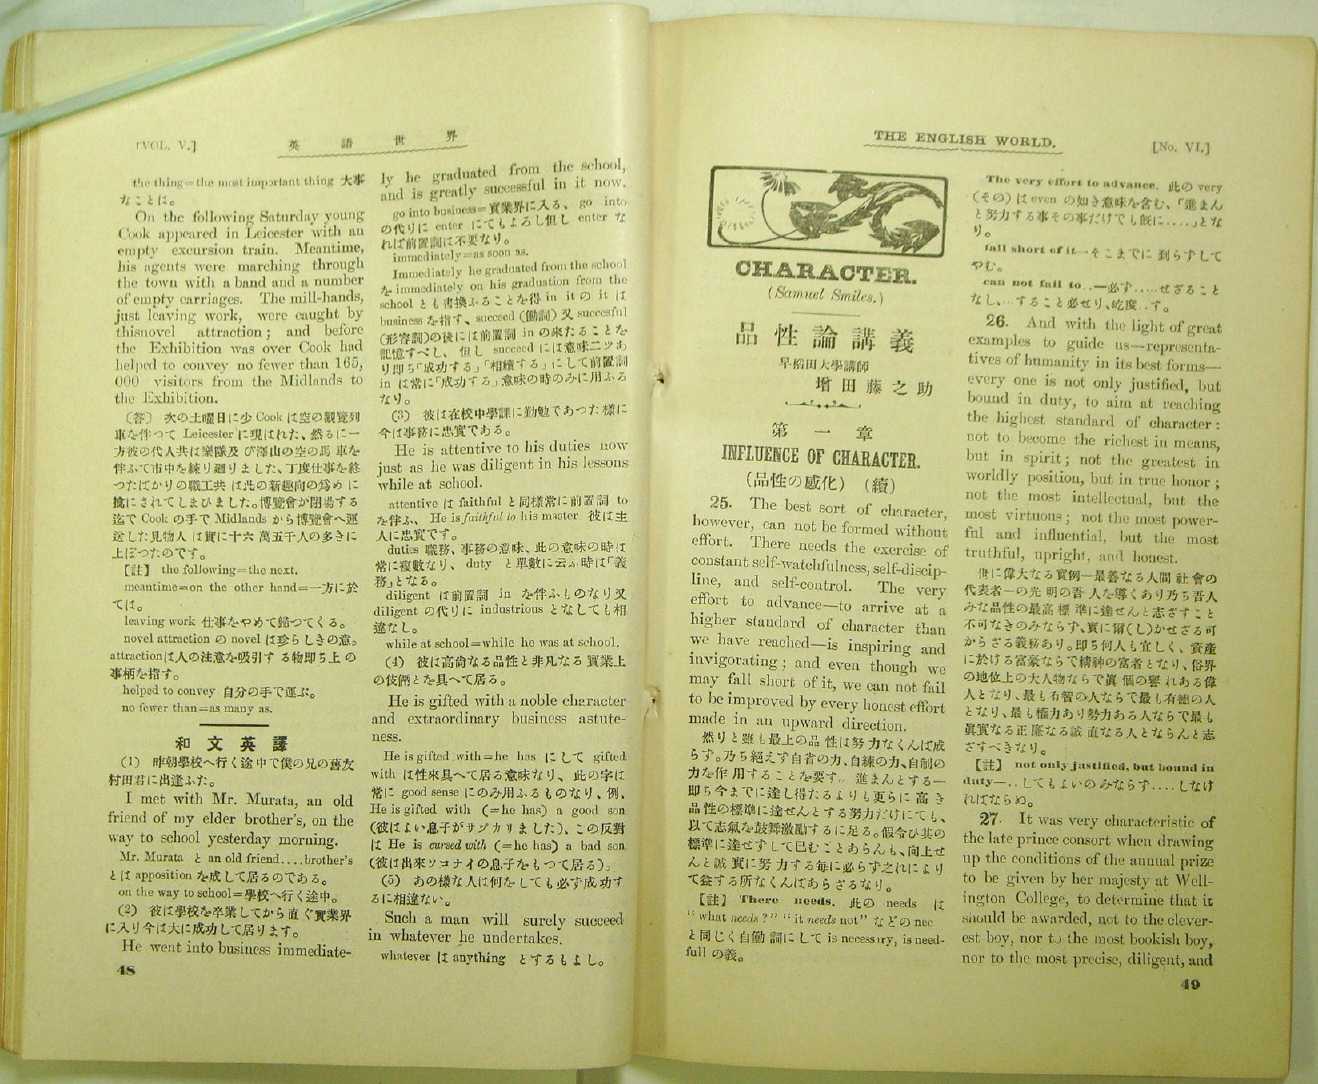 [VOL. V.]
英語世界
the thing=the most important thing 大事
なことは。
On the following Saturday young
Cook appeared in Leicester with an
empty excursion train. Meantime,
his agents were marching through
the town with a band and a number
of empty carriages. The mill-hands,
just leaving work, were caught by
thisnovel attraction; and before
the Exhibition was over Cook had
helped to convey no fewer than 165,
000 visitors from the Midlands to
the Exhibition.
〔答〕 次の土曜日に少 Cook は空の觀覽列
車を伴つて Leicester に現はれた、然るに一
方彼の代人共は樂隊及び澤山の空の馬車を
伴ふて市中を練り廻りました、丁度仕事を終
つたばかりの職工共は此の新趣向の爲めに
擒にされてしまひました。博覽會が閉場する
迄で Cook の手で Midlands から博覽會へ運
送した見物人は實に十六萬五千人の多きに
上ぼつたのです。
【註】 the following=the next.
meantime=on the other hand=一方に於
ては。
leaving work 仕事をやめて歸つてくる。
novel attraction の novel は珍らしきの意。
attractionは人の注意を吸引する物即ち上の
事柄を指す。
helped to convey 自分の手で運ぶ。
no fewer than=as many as.
和文英譯
(1) 昨朝學校へ行く途中で僕の兄の舊友
村田君に出逢ふた。
I met with Mr. Murata, an old
friend of my elder brother's, on the
way to school yesterday morning.
Mr. Murata と an old friend....brother's
とは apposition を成して居るのである。
on the way to school=學校へ行く途中。
(2) 彼は學校を卒業してから直ぐ實業界
に入り今は大に成功して居ります。
He went into business immediate-
48
ly he graduated from the school,
and is greatly successful in it now.
go into business=實業界に入る、go into
の代りに enter にてもよろし但し enter な
れば前置詞は不要なり。
immediately=as soon as.
Immediately he graduated from the school
を immediately on his graduation from the
school とも書換ふることを得 in it の it は
business を指す、succeed (動詞) 又 succesful
(形容詞)の後には前置詞 in の來たることを
記憶すべし、但し succeed には意味二ツあ
り即ち「成功する」「相續する」にして前置詞
in は常に「成功する」意味の時のみに用ふる
なり。
(3) 彼は在校中學課に勤勉であつた樣に
今は事務に忠實である。
He is attentive to his duties now
just as he was diligent in his lessons
while at school.
attentive は faithful と同樣常に前置詞 to
を伴ふ、He is faithful to his master 彼は主
人に忠實です。
duties 職務、事務の意味、此の意味の時は
常に複數なり、duty と單數に云ふ時は「義
務」となる。
diligent は前置詞 in を伴ふものなり又
diligent の代りに industrious となしても相
違なし。
while at school=while he was at school.
(4) 彼は高尚なる品性と非凡なる實業上
の伎倆とを具へて居る。
He is gifted with a noble character
and extraordinary business astute-
ness.
He is gifted with=he has にして gifted
with は性來具へて居る意味なり、此の字は
常に good sense にのみ用ふるものなり、例、
He is gifted with (=he has) a good son
(彼はよい息子がサヅカリました)、この反對
は He is cursed with (=he has) a bad son
(彼は出來ソコナイの息子をもつて居る)。
(5) あの樣な人は何をしても必ず成功す
るに相違ない。
Such a man will surely succeed
in whatever he undertakes.
whatever は anything とするもよし。
THE ENGLISH WORLD.
[No. VI.]
CHARACTER.
(Samuel Smiles.)
品性論講義
早稻田大學講師
增田藤之助
第一章
INFLUENCE OF CHARACTER.
(品性の感化) (續)
25. The best sort of character,
however, can not be formed without
effort. There needs the exercise of
constant self-watchfulness, self-discip-
line, and self-control. The very
effort to advance—to arrive at a
higher standard of character than
we have reached—is inspiring and
invigorating; and even though we
may fall short of it, we can not fail
to be improved by every honest effort
made in an upward direction.
然りと雖も最上の品性は努力なくんば成
らず。乃ち絕えず自省の力、自練の力、自制の
力を作用することを要す。進まんとする—
即ち今までに達し得たるよりも更らに高き
品性の標準に達せんとする努力だけにても、
以て志氣を鼓舞激勵するに足る。假令ひ其の
標準に達せずして已むことあらんも、向上せ
んと誠實に努力する每に必らず之れにより
て益する所なくんばあらざるなり。
【註】 There needs. 此の needs は
"what needs?" "it needs not" などの nee
と同じく自動詞にして is necessary, is need-
full の義。
The very effort to advance. 此の very
(その)は even の如き意味を含む、「進まん
と努力する事その事だけでも旣に....」とな
り。
fall short of it—そこまでに到らずして
やむ。
can not fail to..—必ず....せざること
なし、..すること必せり、屹度..す。
26. And with the light of great
examples to guide us—representa-
tives of humanity in its best forms—
every one is not only justified, but
bound in duty, to aim at reaching
the highest standard of character:
not to become the richest in means,
but in spirit; not the greatest in
worldly position, but in true honor;
not the most intellectual, but the
most virtuous; not the most power-
ful and influential, but the most
truthful, upright, and honest.
世に偉大なる實例—最善なる人間社會の
代表者—の光明の吾人を導くあり乃ち吾人
みな品性の最高標準に達せんと志ざすこと
不可なきのみならず、實に爾(し)かせざる可
からざる義務あり。即ち何人も宜しく、資產
に於ける富豪ならで精神の富者となり、俗界
の地位上の大人物ならで眞個の譽れある偉
人となり、最も有智の人ならで最も有德の人
となり、最も權力あり勢力ある人ならで最も
眞實なる正廉なる誠直なる人とならんと志
ざすべきなり。
【註】 not only justified, but bound in
duty—..してもよいのみならず....しなけ
ればならぬ。
27. It was very characteristic of
the late prince consort when drawing
up the conditions of the annual prize
to be given by her majesty at Well-
ington College, to determine that it
should be awarded, not to the clever-
est boy, nor to the most bookish boy,
nor to the most precise, diligent, and
49